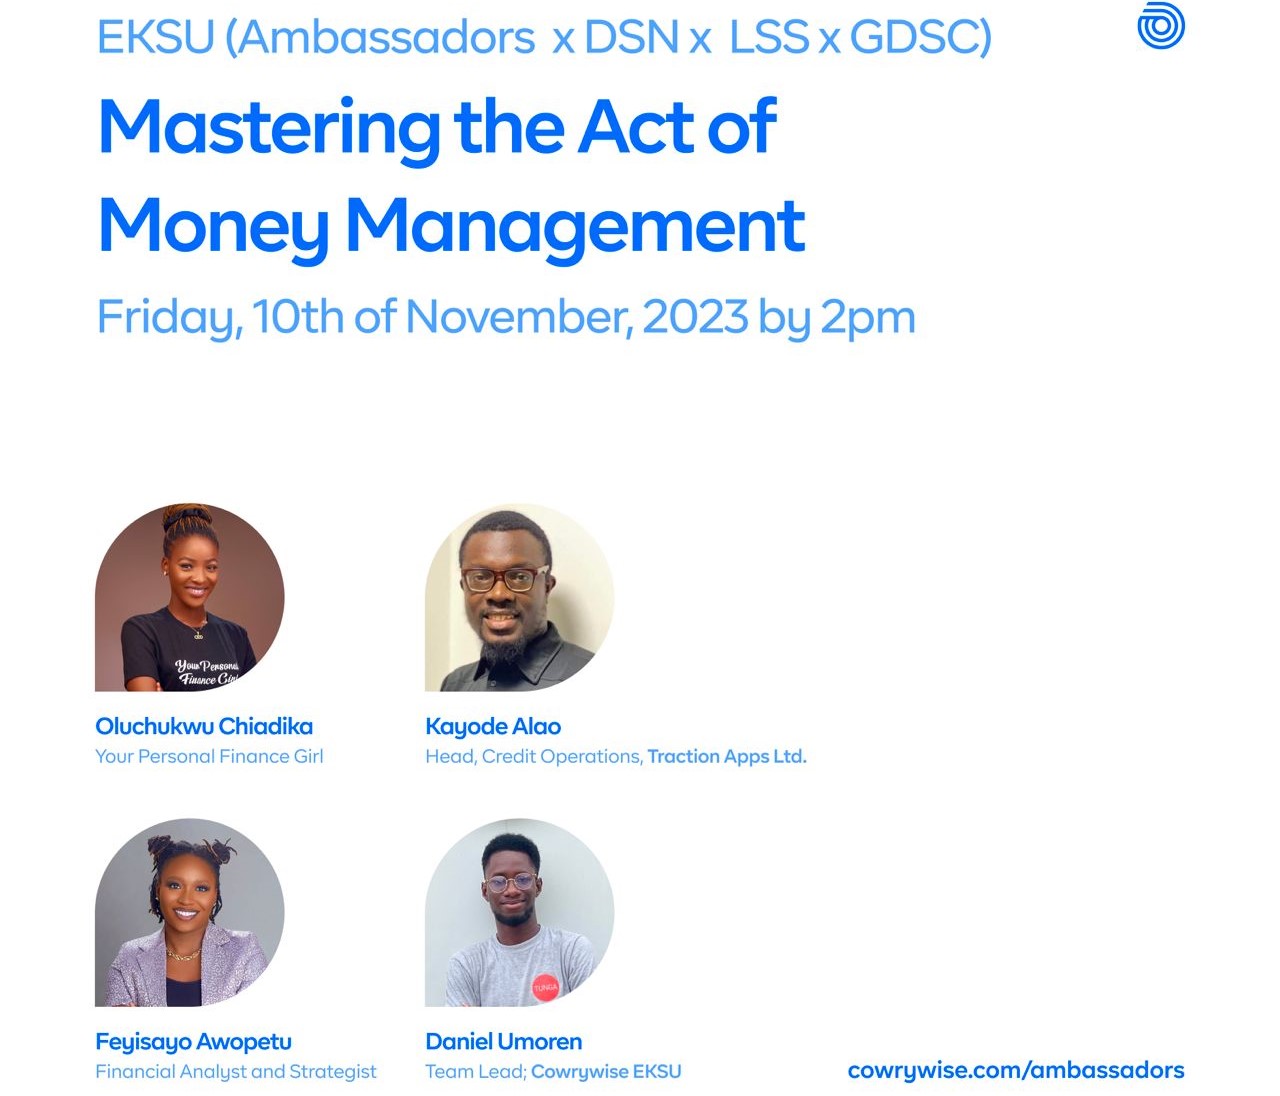 EKSU (Ambassadors x DSN x LSS x GDSC)
Mastering the Act of
Money Management
Friday, 10th of November, 2023 by 2pm
Your Personal
Finance Girl
Oluchukwu Chiadika
Your Personal Finance Girl
Kayode Alao
Head, Credit Operations, Traction Apps Ltd.
TUNGA
Feyisayo Awopetu
Financial Analyst and Strategist
Daniel Umoren
Team Lead; Cowrywise EKSU
cowrywise.com/ambassadors